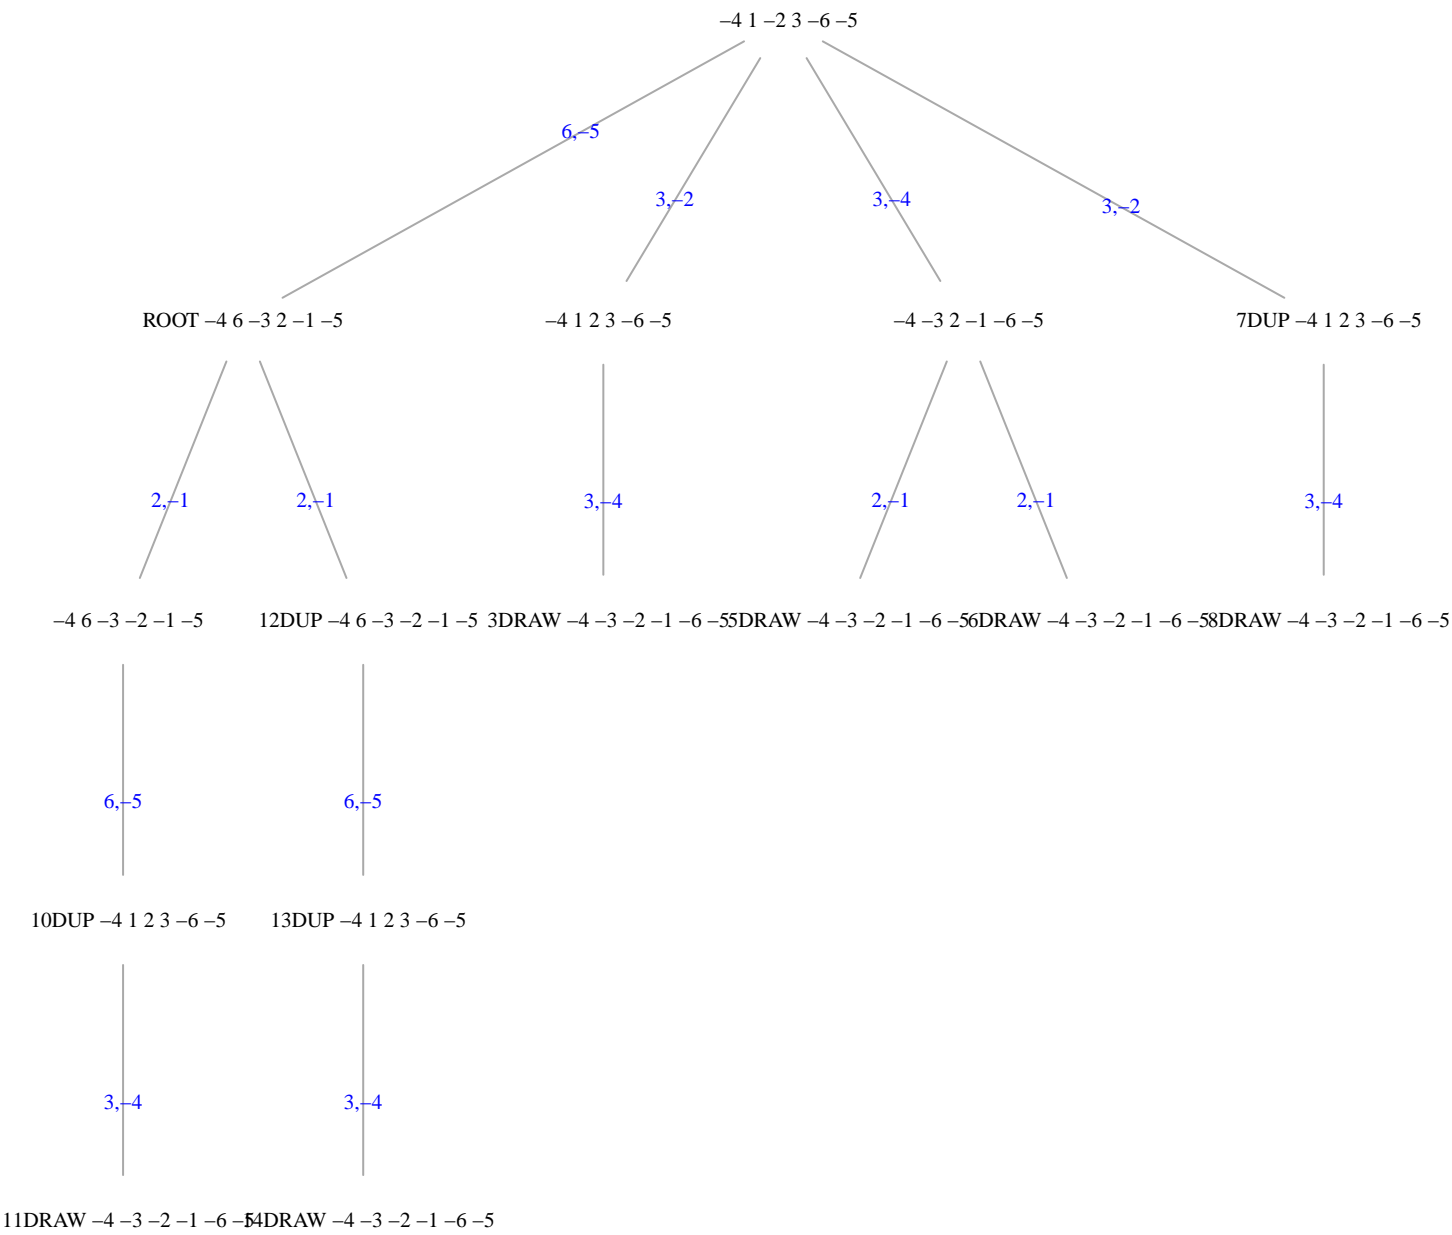 –4 1 –2 3 –6 –5
6,–5
3,–2
3,–4
3,–2
ROOT –4 6 –3 2 –1 –5
–4 1 2 3 –6 –5
–4 –3 2 –1 –6 –5
7DUP –4 1 2 3 –6 –5
2,–1
2,–1
3,–4
2,–1
2,–1
3,–4
–4 6 –3 –2 –1 –5
12DUP –4 6 –3 –2 –1 –5
3DRAW –4 –3 –2 –1 –6 –5
5DRAW –4 –3 –2 –1 –6 –5
6DRAW –4 –3 –2 –1 –6 –5
8DRAW –4 –3 –2 –1 –6 –5
6,–5
6,–5
10DUP –4 1 2 3 –6 –5
13DUP –4 1 2 3 –6 –5
3,–4
3,–4
11DRAW –4 –3 –2 –1 –6 –5
14DRAW –4 –3 –2 –1 –6 –5